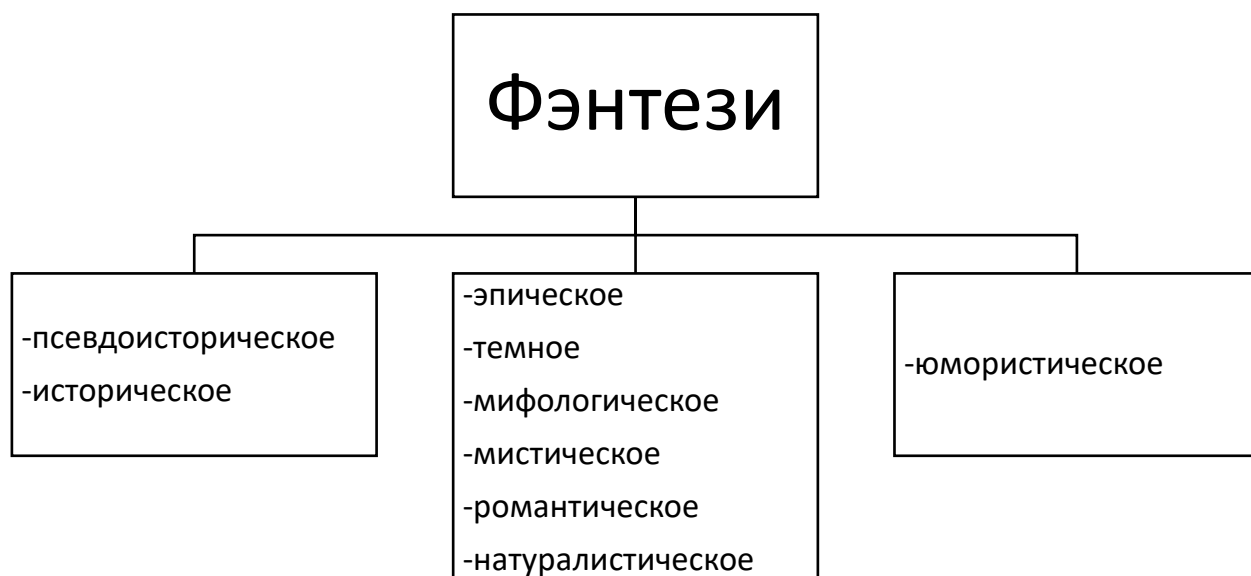 Фэнтези
-псевдоисторическое
-историческое
-эпическое
-темное
-мифологическое
-мистическое
-романтическое
-натуралистическое
-юмористическое